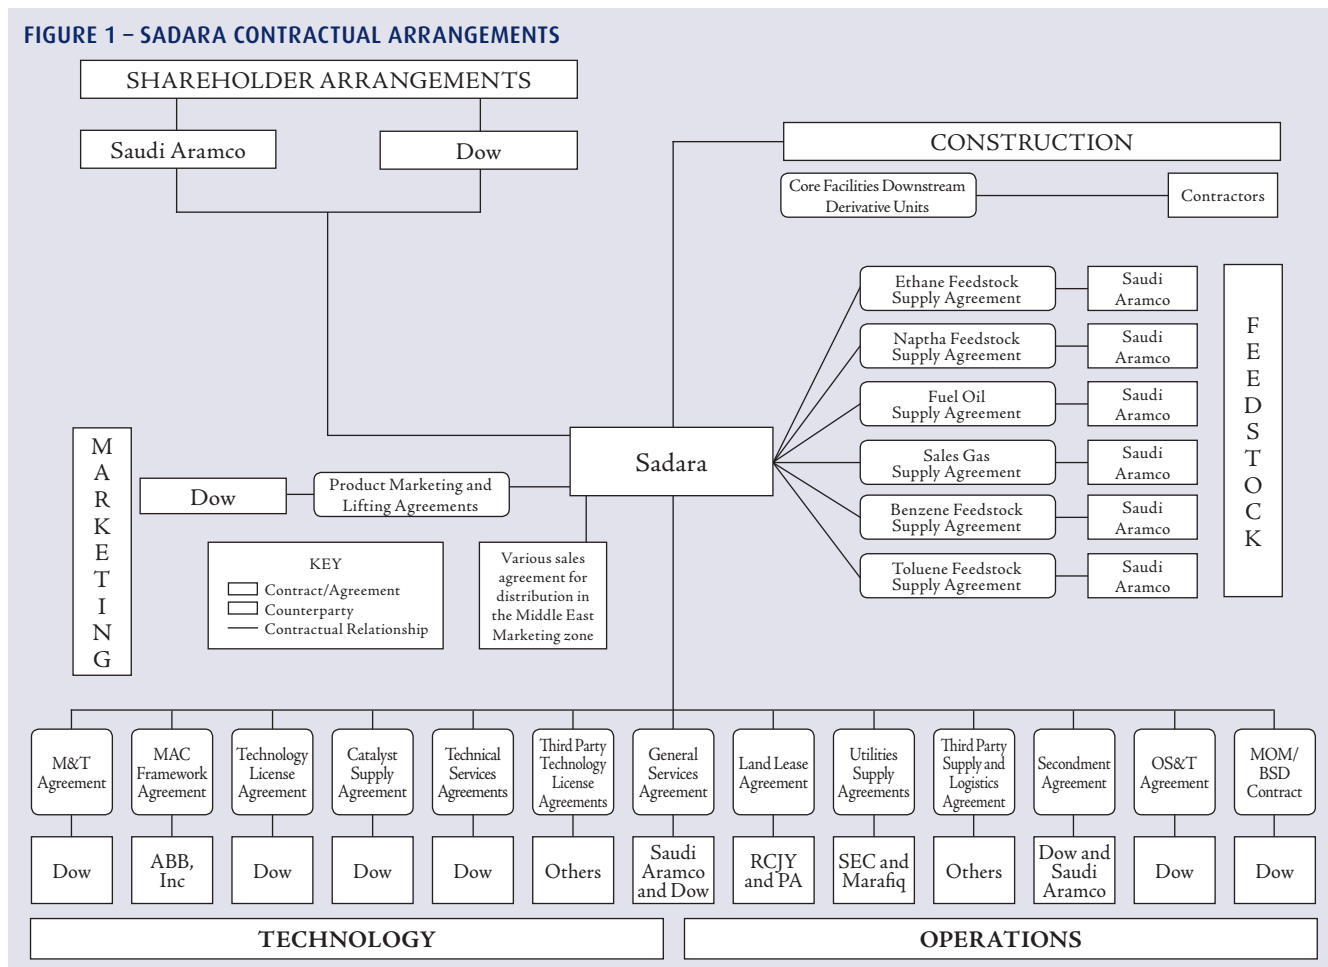 FIGURE 1 – SADARA CONTRACTUAL ARRANGEMENTS
SHAREHOLDER ARRANGEMENTS
Saudi Aramco
Dow
CONSTRUCTION
Core Facilities Downstream
Derivative Units
Contractors
Ethane Feedstock
Supply Agreement
Saudi
Aramco
Naptha Feedstock
Supply Agreement
Saudi
Aramco
Fuel Oil
Supply Agreement
Saudi
Aramco
Sales Gas
Supply Agreement
Saudi
Aramco
Benzene Feedstock
Supply Agreement
Saudi
Aramco
Toluene Feedstock
Supply Agreement
Saudi
Aramco
FEEDSTOCK
Sadara
MARKETING
Dow
Product Marketing and
Lifting Agreements
KEY
Contract/Agreement
Counterparty
Contractual Relationship
Various sales
agreement for
distribution in
the Middle East
Marketing zone
M&T
Agreement
MAC
Framework
Agreement
Technology
License
Agreement
Catalyst
Supply
Agreement
Technical
Services
Agreements
Third Party
Technology
License
Agreements
General
Services
Agreement
Land Lease
Agreement
Utilities
Supply
Agreements
Third Party
Supply and
Logistics
Agreement
Secondment
Agreement
OS&T
Agreement
MOM/
BSD
Contract
Dow
ABB,
Inc
Dow
Dow
Dow
Others
Saudi
Aramco
and Dow
RCJY
and PA
SEC and
Marafiq
Others
Dow and
Saudi
Aramco
Dow
Dow
TECHNOLOGY
OPERATIONS